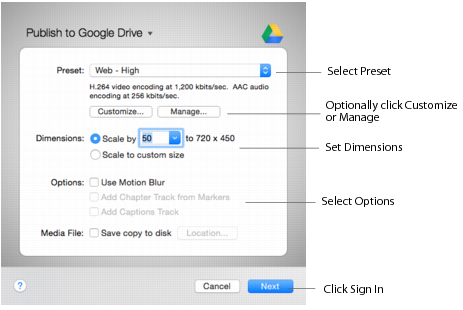 Publish to Google Drive
Preset: Web - High
Select Preset
H.264 video encoding at 1,200 kbits/sec. AAC audio
encoding at 256 kbits/sec.
Customize... Manage...
Optionally click Customize
or Manage
Dimensions: Scale by 50 to 720 x 450
Set Dimensions
Scale to custom size
Options: Use Motion Blur
Add Chapter Track from Markers
Select Options
Add Captions Track
Media File: Save copy to disk Location...
? Cancel Next
Click Sign In